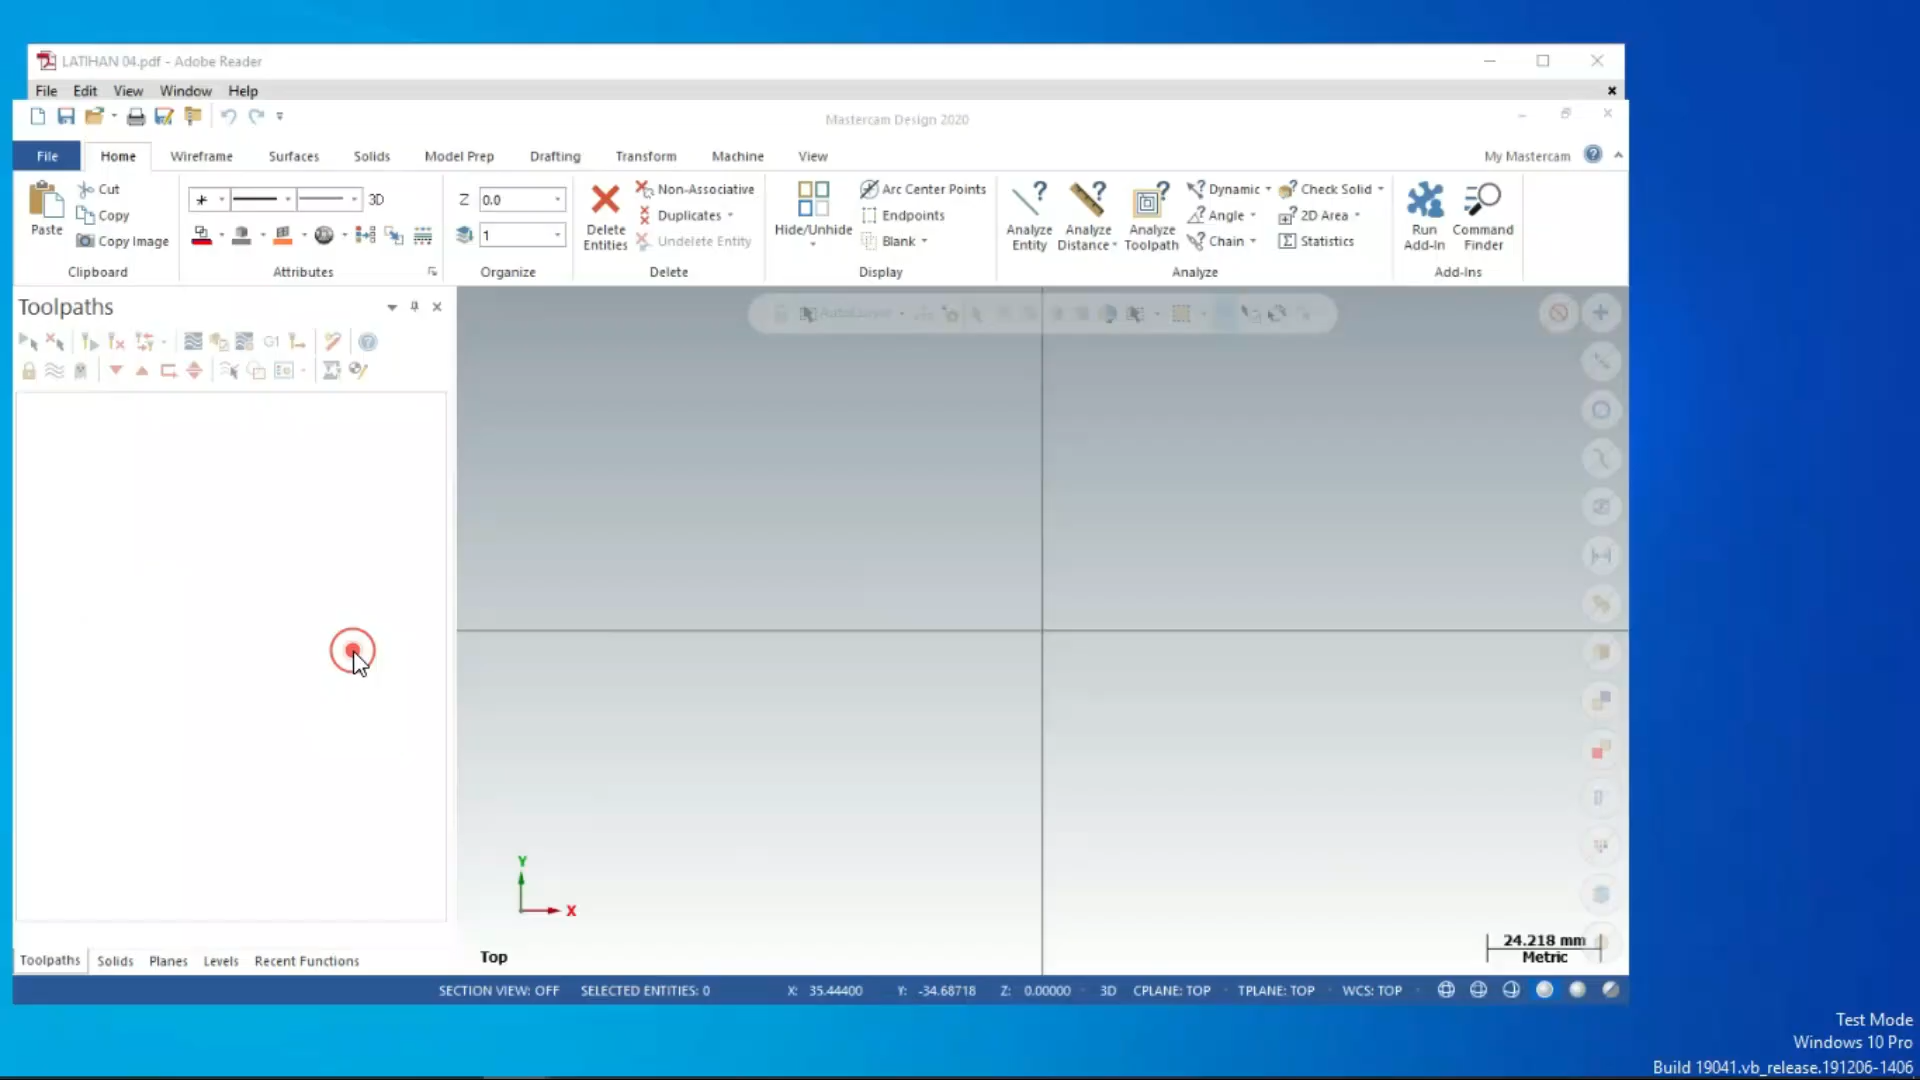 LATIHAN 04.pdf - Adobe Reader
File Edit View Window Help
Mastercam Design 2020
File Home Wireframe Surfaces Solids Model Prep Drafting Transform Machine View My Mastercam
Paste
Cut
Copy
Copy Image
Clipboard
3D
Attributes
Z 0.0
1
Organize
Delete Entities
Non-Associative
Duplicates
Undelete Entity
Delete
Hide/Unhide
Arc Center Points
Endpoints
Blank
Display
Analyze Entity
Analyze Distance
Analyze Toolpath
Dynamic
Angle
Chain
Check Solid
2D Area
Statistics
Analyze
Run Add-In
Command Finder
Add-Ins
Toolpaths
G1
AutoCursor
Y
X
Top
24.218 mm
Metric
Toolpaths Solids Planes Levels Recent Functions
SECTION VIEW: OFF SELECTED ENTITIES: 0 X: 35.44400 Y: -34.68718 Z: 0.00000 3D CPLANE: TOP TPLANE: TOP WCS: TOP
Test Mode
Windows 10 Pro
Build 19041.vb_release.191206-1406